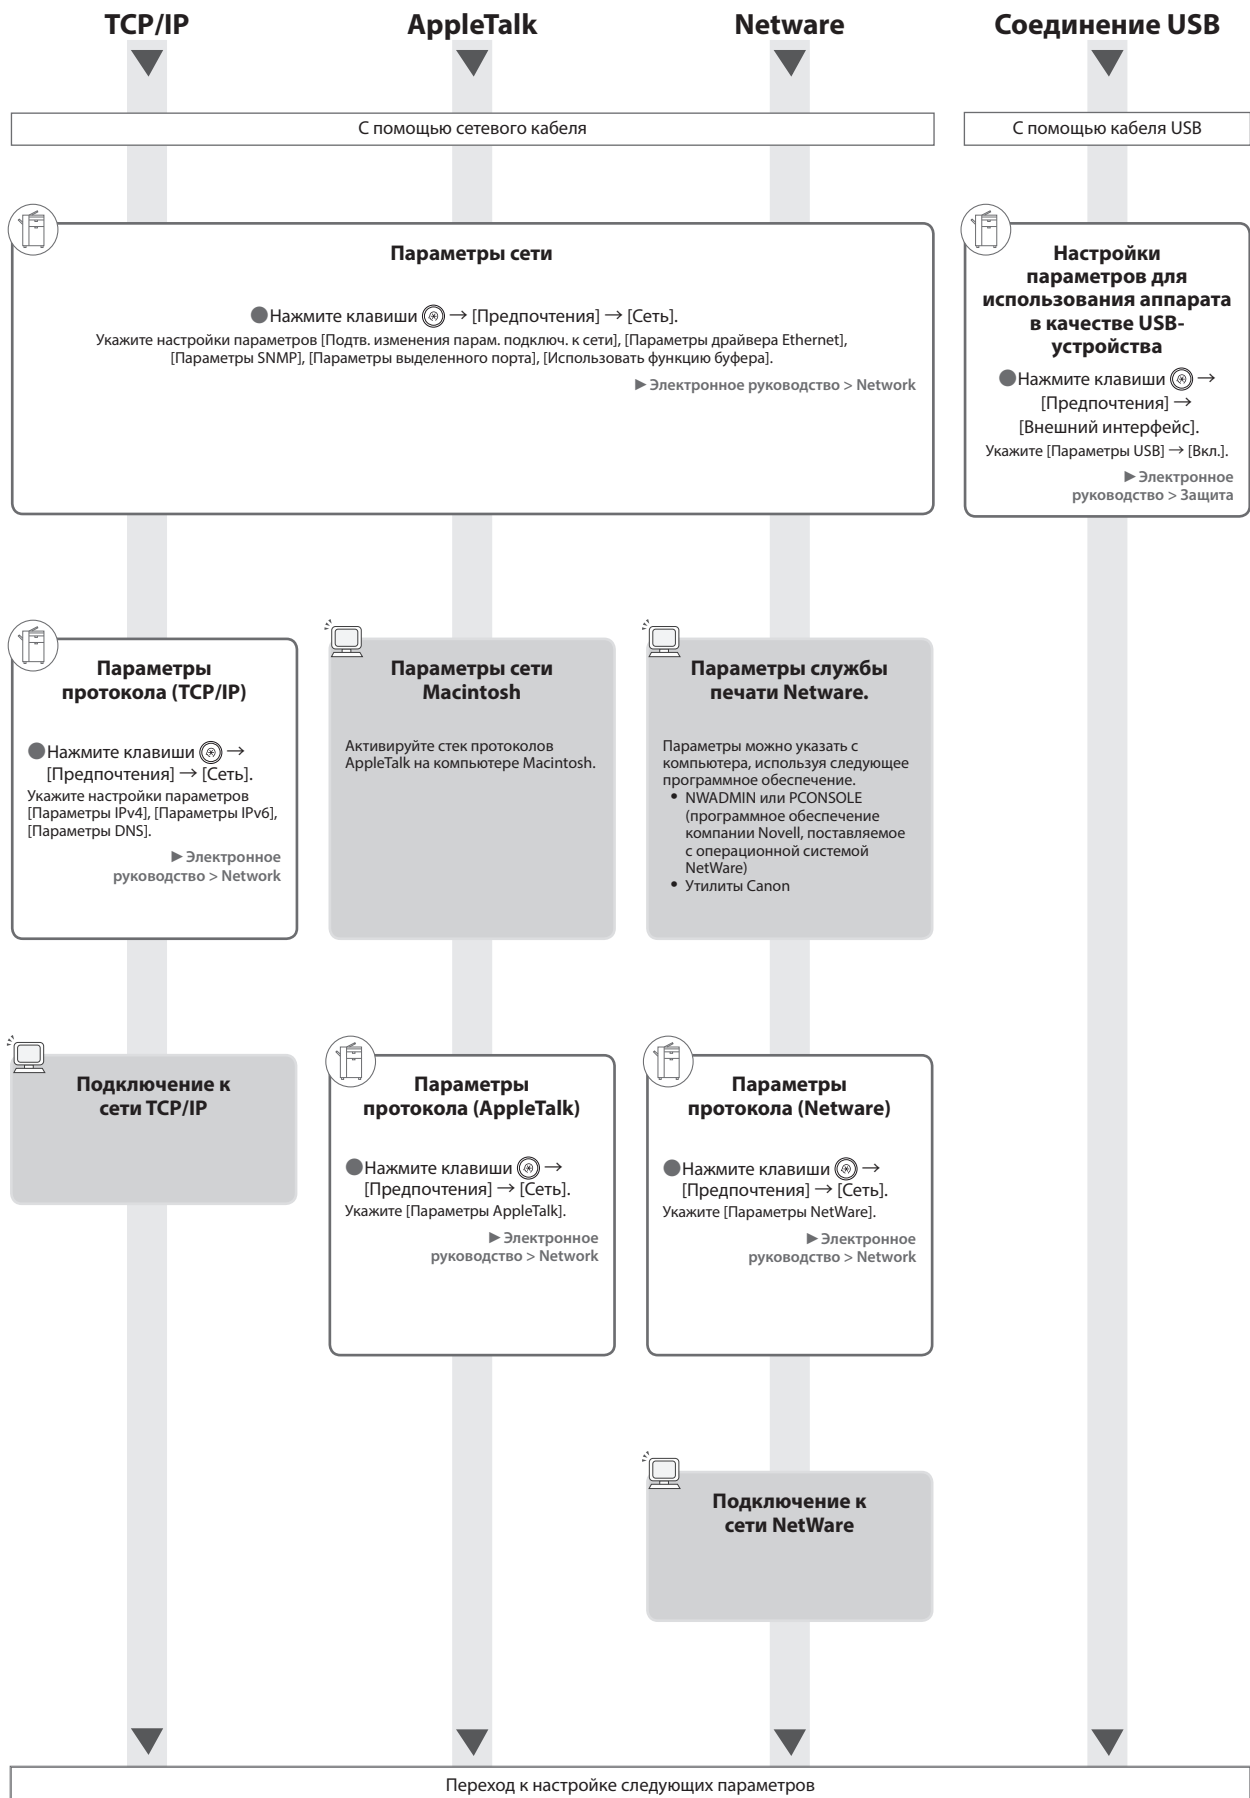 TCP/IP
AppleTalk
Netware
Соединение USB
С помощью сетевого кабеля
С помощью кабеля USB
Параметры сети
●Нажмите клавиши → [Предпочтения] → [Сеть].
Укажите настройки параметров [Подтв. изменения парам. подключ. к сети], [Параметры драйвера Ethernet],
[Параметры SNMP], [Параметры выделенного порта], [Использовать функцию буфера].
►Электронное руководство > Network
Настройки
параметров для
использования аппарата
в качестве USB-
устройства
●Нажмите клавиши →
[Предпочтения] →
[Внешний интерфейс].
Укажите [Параметры USB] → [Вкл.].
►Электронное
руководство > Защита
Параметры
протокола (TCP/IP)
●Нажмите клавиши →
[Предпочтения] → [Сеть].
Укажите настройки параметров
[Параметры IPv4], [Параметры IPv6],
[Параметры DNS].
►Электронное
руководство > Network
Параметры сети
Macintosh
Активируйте стек протоколов
AppleTalk на компьютере Macintosh.
Параметры службы
печати Netware.
Параметры можно указать с
компьютера, используя следующее
программное обеспечение.
• NWADMIN или PCONSOLE
(программное обеспечение
компании Novell, поставляемое
с операционной системой
NetWare)
• Утилиты Canon
Подключение к
сети TCP/IP
Параметры
протокола (AppleTalk)
●Нажмите клавиши →
[Предпочтения] → [Сеть].
Укажите [Параметры AppleTalk].
►Электронное
руководство > Network
Параметры
протокола (Netware)
●Нажмите клавиши →
[Предпочтения] → [Сеть].
Укажите [Параметры NetWare].
►Электронное
руководство > Network
Подключение к
сети NetWare
Переход к настройке следующих параметров